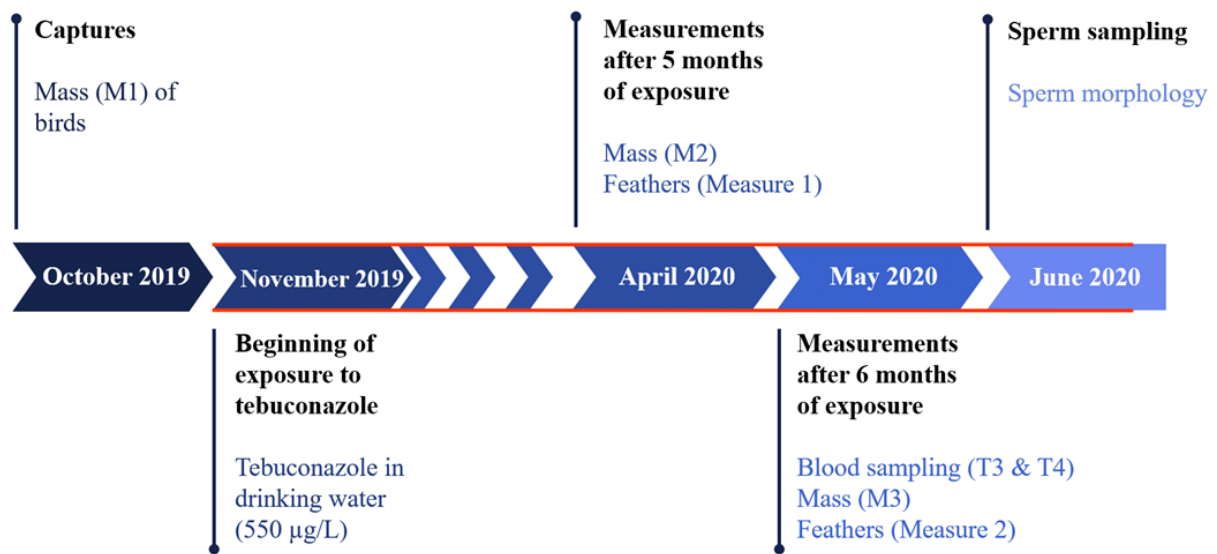 Captures
Mass (M1) of
birds
Measurements
after 5 months
of exposure
Mass (M2)
Feathers (Measure 1)
Sperm sampling
Sperm morphology
October 2019
November 2019
April 2020
May 2020
June 2020
Beginning of
exposure to
tebuconazole
Tebuconazole in
drinking water
(550 µg/L)
Measurements
after 6 months
of exposure
Blood sampling (T3 & T4)
Mass (M3)
Feathers (Measure 2)